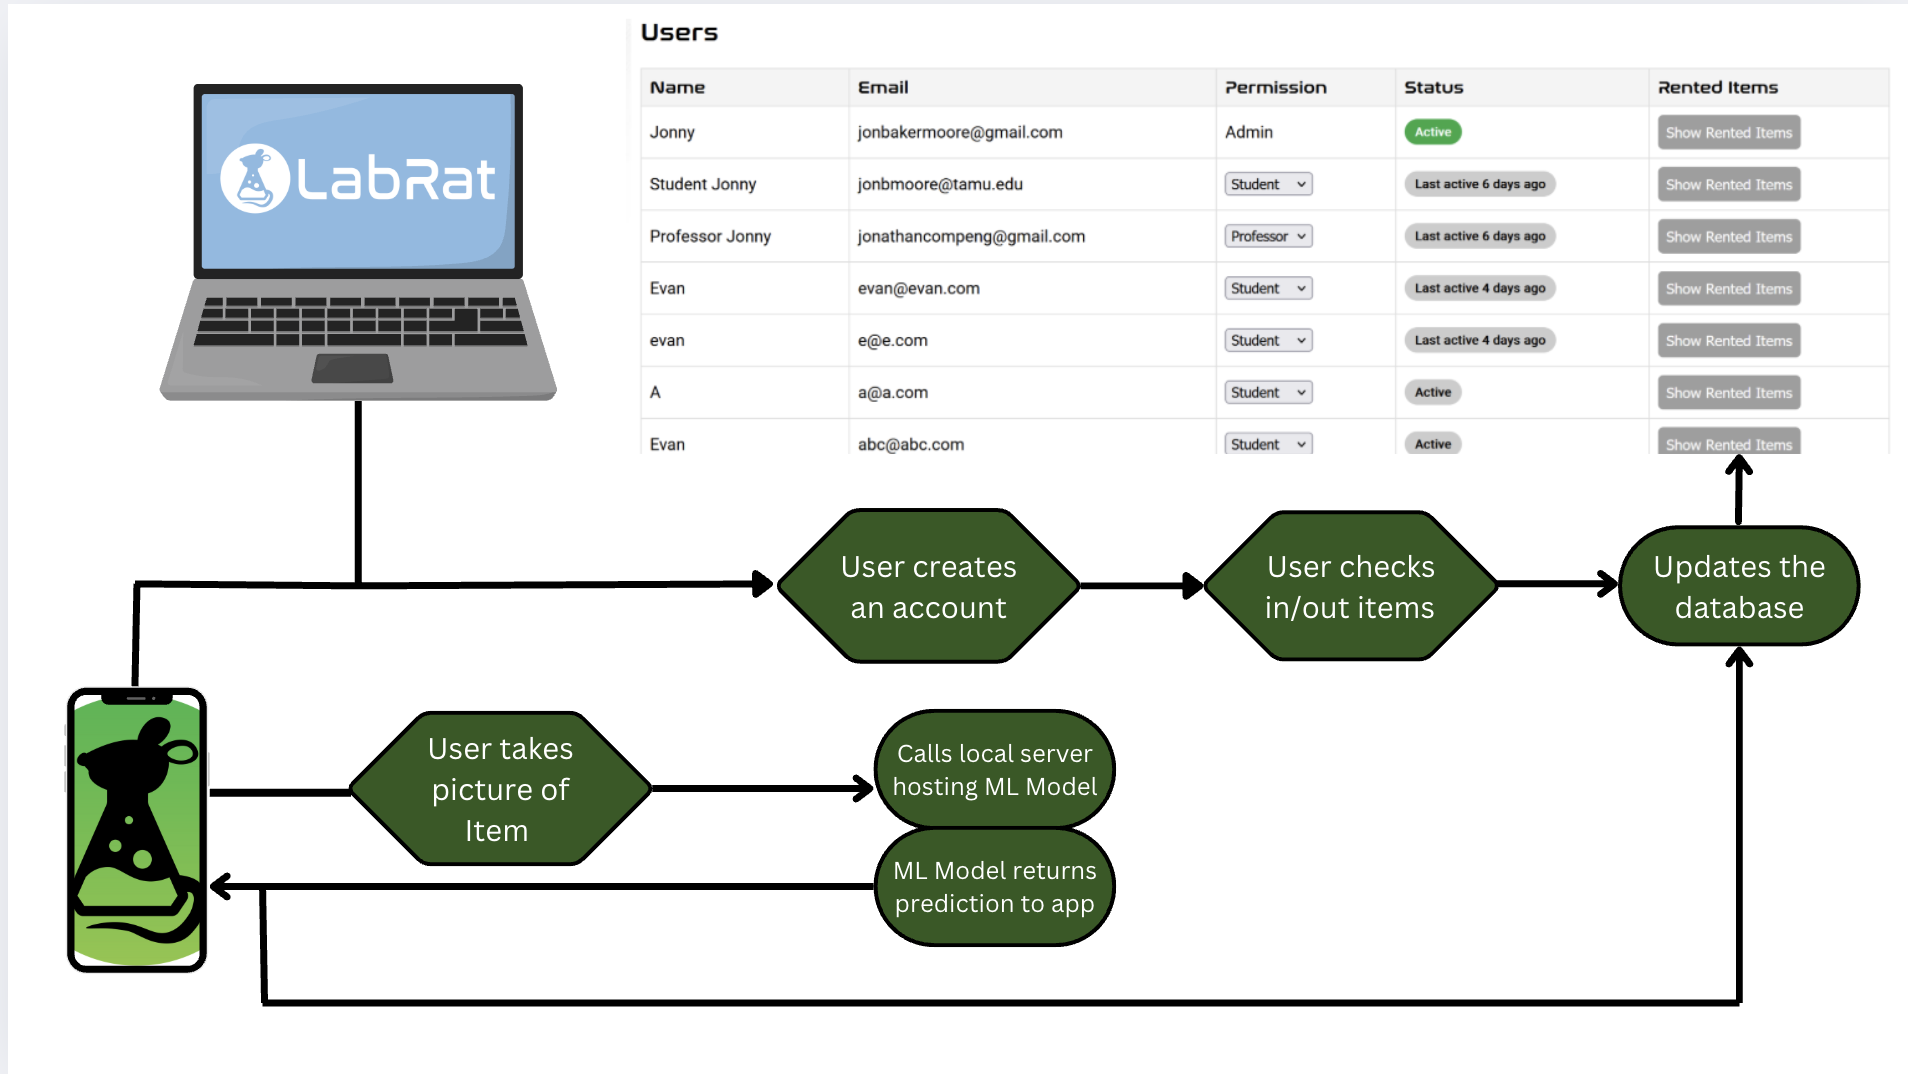 LabRat
Users
Name Email Permission Status Rented Items
Jonny jonbakermoore@gmail.com Admin Active Show Rented Items
Student Jonny jonbmoore@tamu.edu Student Last active 6 days ago Show Rented Items
Professor Jonny jonathancompeng@gmail.com Professor Last active 6 days ago Show Rented Items
Evan evan@evan.com Student Last active 4 days ago Show Rented Items
evan e@e.com Student Last active 4 days ago Show Rented Items
A a@a.com Student Active Show Rented Items
Evan abc@abc.com Student Active Show Rented Items
User creates
an account
User checks
in/out items
Updates the
database
User takes
picture of
Item
Calls local server
hosting ML Model
ML Model returns
prediction to app